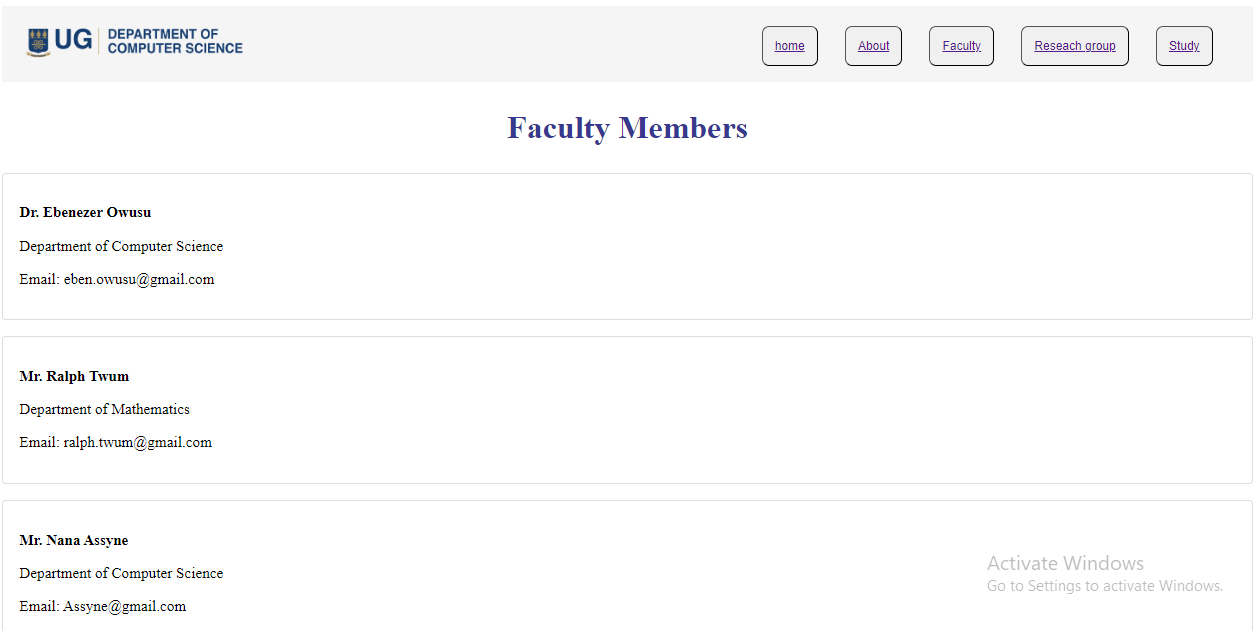 UG
DEPARTMENT OF
COMPUTER SCIENCE
home
About
Faculty
Reseach group
Study
Faculty Members
Dr. Ebenezer Owusu
Department of Computer Science
Email: eben.owusu@gmail.com
Mr. Ralph Twum
Department of Mathematics
Email: ralph.twum@gmail.com
Mr. Nana Assyne
Department of Computer Science
Email: Assyne@gmail.com
Activate Windows
Go to Settings to activate Windows.